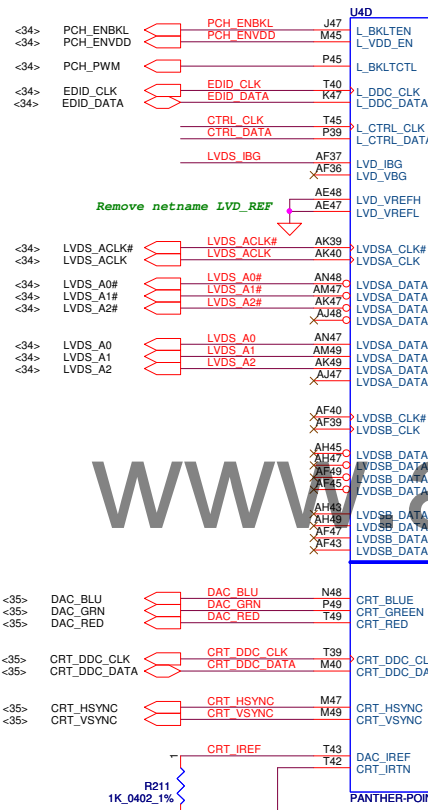 U4D
<34> PCH_ENBKL PCH_ENBKL J47 L_BKLTEN
<34> PCH_ENVDD PCH_ENVDD M45 L_VDD_EN
<34> PCH_PWM P45 L_BKLTCTL
<34> EDID_CLK EDID_CLK T40 L_DDC_CLK
<34> EDID_DATA EDID_DATA K47 L_DDC_DATA
CTRL_CLK T45 L_CTRL_CLK
CTRL_DATA P39 L_CTRL_DATA
LVDS_IBG AF37 LVD_IBG
AF36 LVD_VBG
AE48 LVD_VREFH
Remove netname LVD_REF AE47 LVD_VREFL
<34> LVDS_ACLK# LVDS_ACLK# AK39 LVDSA_CLK#
<34> LVDS_ACLK LVDS_ACLK AK40 LVDSA_CLK
<34> LVDS_A0# LVDS_A0# AN48 LVDSA_DATA
<34> LVDS_A1# LVDS_A1# AM47 LVDSA_DATA
<34> LVDS_A2# LVDS_A2# AK47 LVDSA_DATA
AJ48 LVDSA_DATA
<34> LVDS_A0 LVDS_A0 AN47 LVDSA_DATA
<34> LVDS_A1 LVDS_A1 AM49 LVDSA_DATA
<34> LVDS_A2 LVDS_A2 AK49 LVDSA_DATA
AJ47 LVDSA_DATA
AF40 LVDSB_CLK#
AF39 LVDSB_CLK
AH45 LVDSB_DATA
AH47 LVDSB_DATA
AF49 LVDSB_DATA
AF45 LVDSB_DATA
www.a
AH43 LVDSB_DATA
AH49 LVDSB_DATA
AF47 LVDSB_DATA
AF43 LVDSB_DATA
<35> DAC_BLU DAC_BLU N48 CRT_BLUE
<35> DAC_GRN DAC_GRN P49 CRT_GREEN
<35> DAC_RED DAC_RED T49 CRT_RED
<35> CRT_DDC_CLK CRT_DDC_CLK T39 CRT_DDC_CL
<35> CRT_DDC_DATA CRT_DDC_DATA M40 CRT_DDC_DA
<35> CRT_HSYNC CRT_HSYNC M47 CRT_HSYNC
<35> CRT_VSYNC CRT_VSYNC M49 CRT_VSYNC
1 CRT_IREF T43 DAC_IREF
T42 CRT_IRTN
R211
1K_0402_1%
PANTHER-POIN